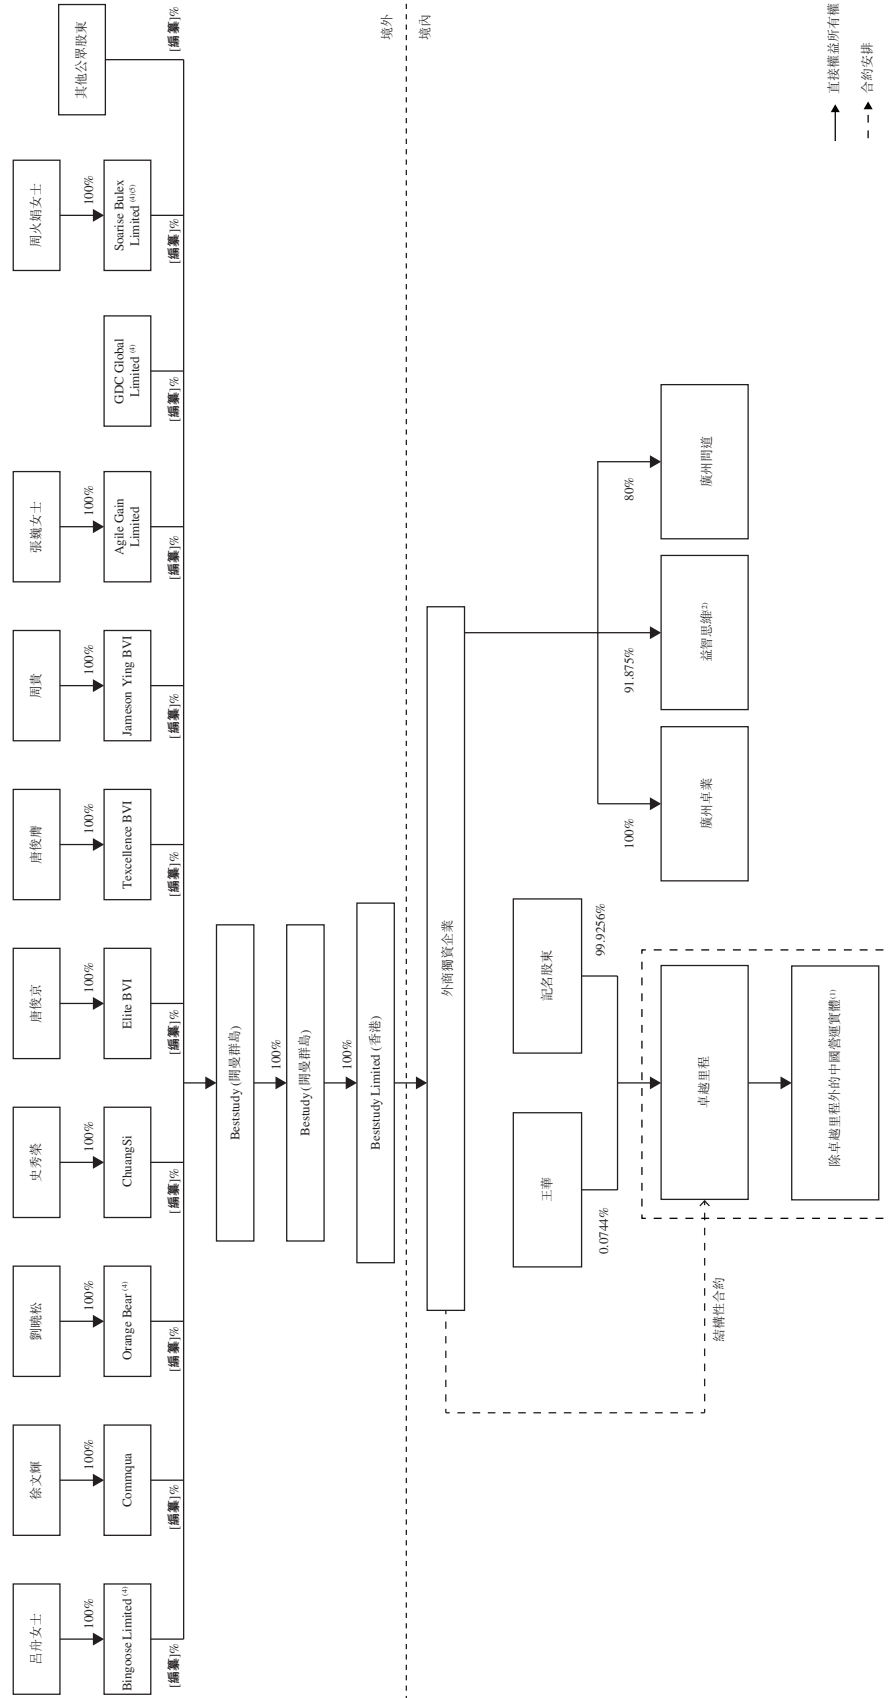 呂舟女士
徐文輝
劉曉松
史秀榮
唐俊京
唐俊膺
周貴
張巍女士
周火娟女士
100%
100%
100%
100%
100%
100%
100%
100%
100%
Bingoose Limited (4)
Commqua
Orange Bear (4)
ChuangSi
Elite BVI
Texcellence BVI
Jameson Ying BVI
Agile Gain
Limited
GDC Global
Limited (4)
Soarise Bulex
Limited (4)(5)
其他公眾股東
[編纂]%
[編纂]%
[編纂]%
[編纂]%
[編纂]%
[編纂]%
[編纂]%
[編纂]%
[編纂]%
[編纂]%
[編纂]%
Beststudy (開曼群島)
100%
Bestudy (開曼群島)
100%
Beststudy Limited (香港)
境外
境內
外商獨資企業
王華
記名股東
0.0744%
99.9256%
100%
91.875%
80%
結構性合約
卓越里程
廣州卓業
益智思維(2)
廣州問道
除卓越里程外的中國營運實體(1)
直接權益所有權
合約安排